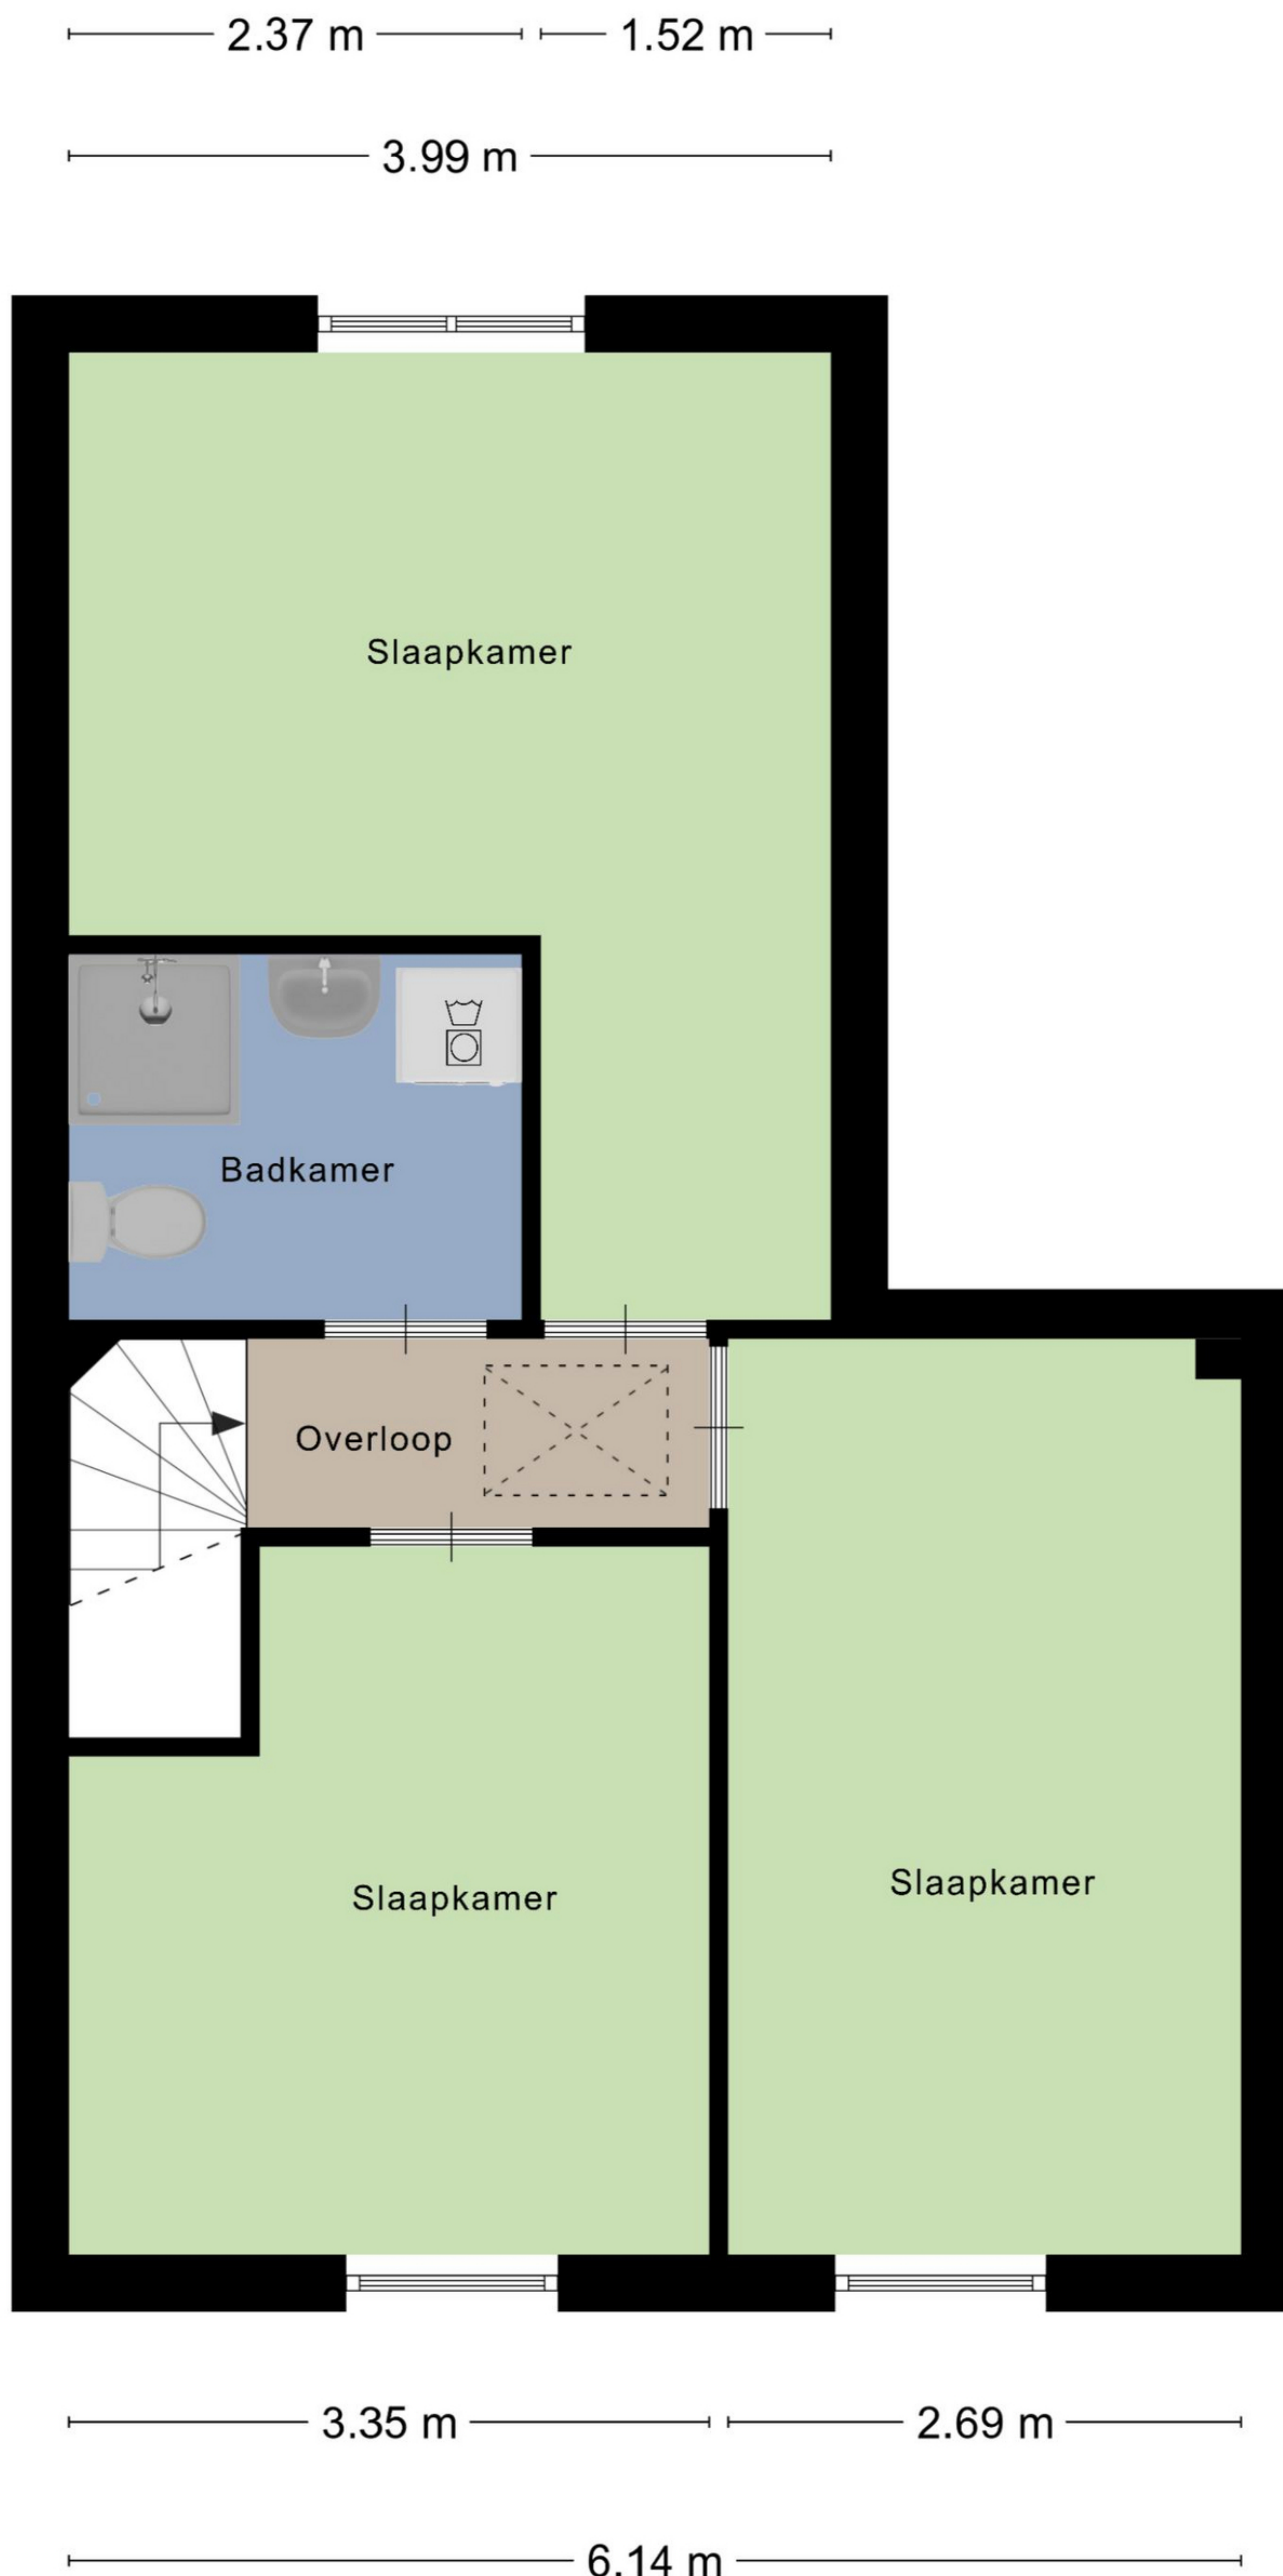 2.37 m 1.52 m
3.99 m
Slaapkamer
Badkamer
Overloop
Slaapkamer
Slaapkamer
3.35 m 2.69 m
6.14 m